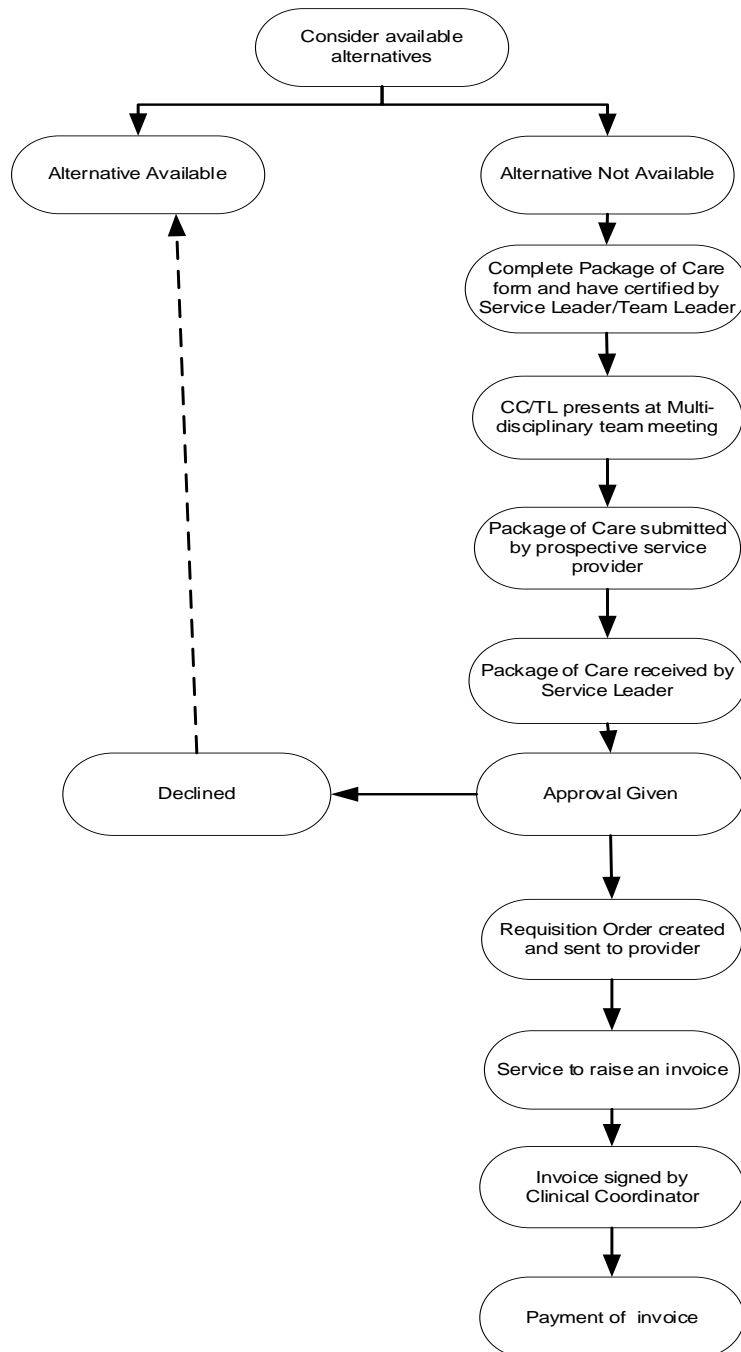 Consider available
alternatives
Alternative Available
Alternative Not Available
Complete Package of Care
form and have certified by
Service Leader/Team Leader
CC/TL presents at Multi-
disciplinary team meeting
Package of Care submitted
by prospective service
provider
Package of Care received by
Service Leader
Declined
Approval Given
Requisition Order created
and sent to provider
Service to raise an invoice
Invoice signed by
Clinical Coordinator
Payment of invoice